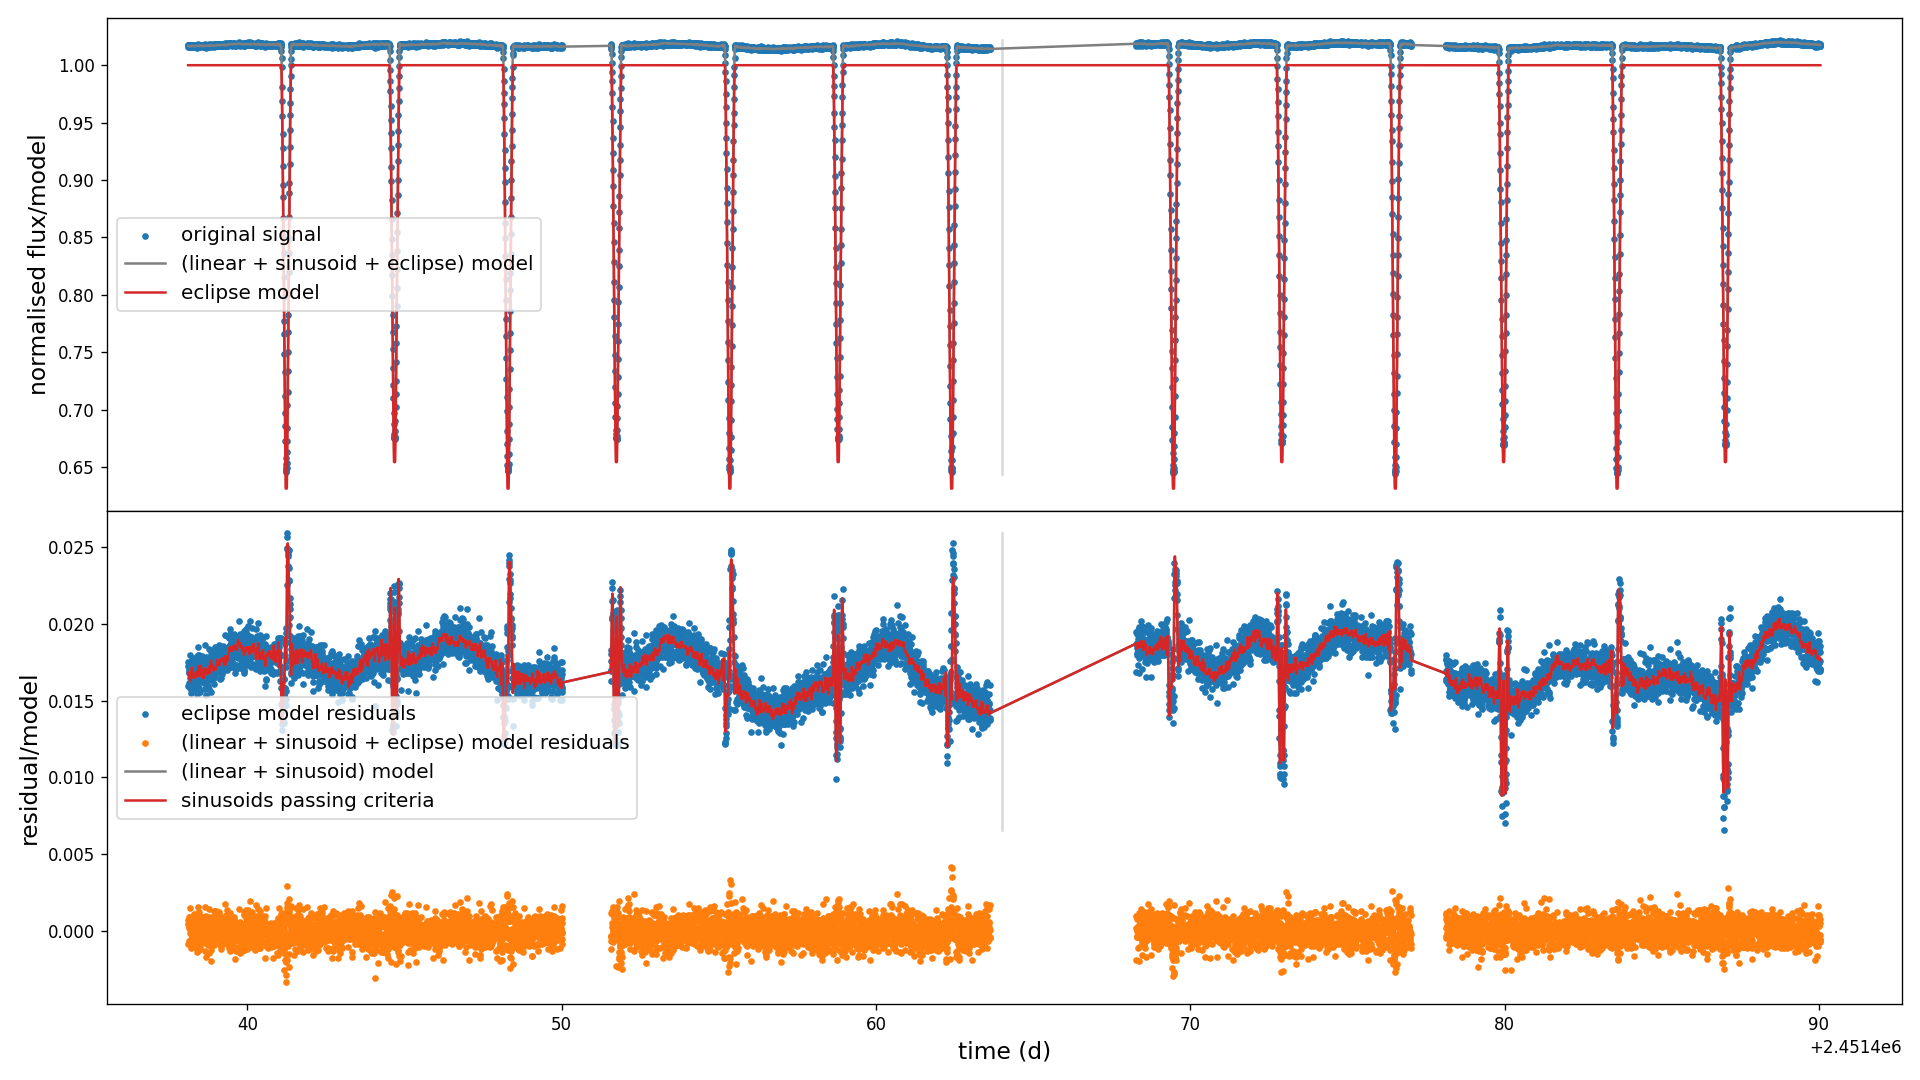 normalised flux/model
1.00
0.95
0.90
0.85
0.80
0.75
0.70
0.65
original signal
(linear + sinusoid + eclipse) model
eclipse model
residual/model
0.025
0.020
0.015
0.010
0.005
0.000
eclipse model residuals
(linear + sinusoid + eclipse) model residuals
(linear + sinusoid) model
sinusoids passing criteria
40 50 60 70 80 90
time (d)
+2.4514e6